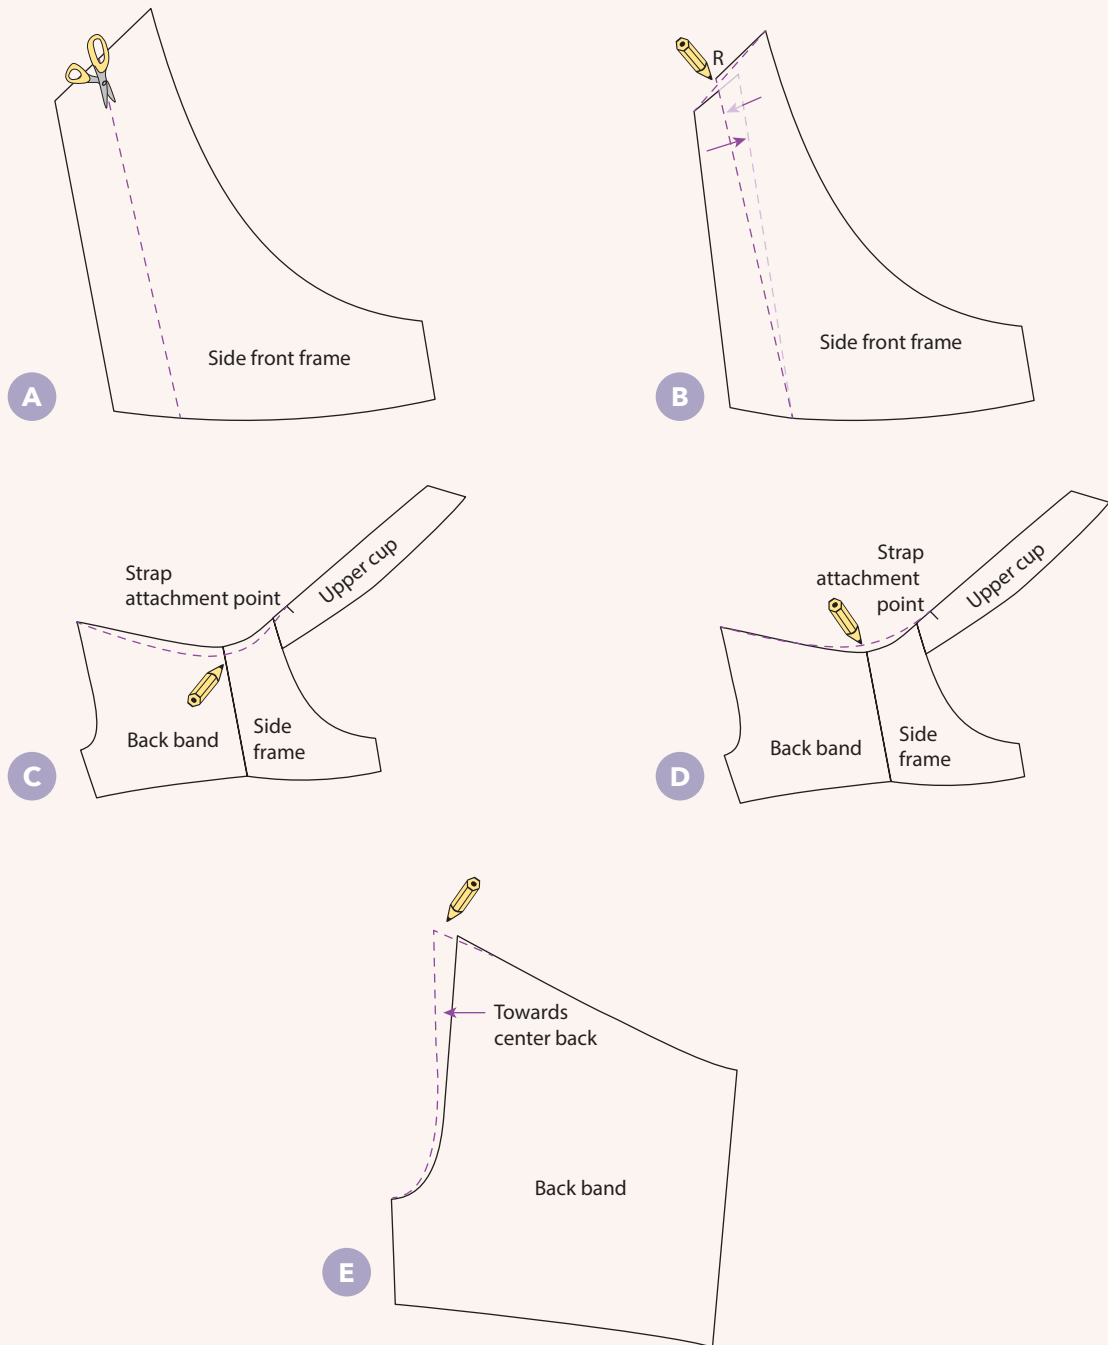 R
Side front frame
A
Side front frame
B
Strap
attachment point
Upper cup
Back band
Side
frame
C
Strap
attachment
point
Upper cup
Back band
Side
frame
D
Towards
center back
Back band
E